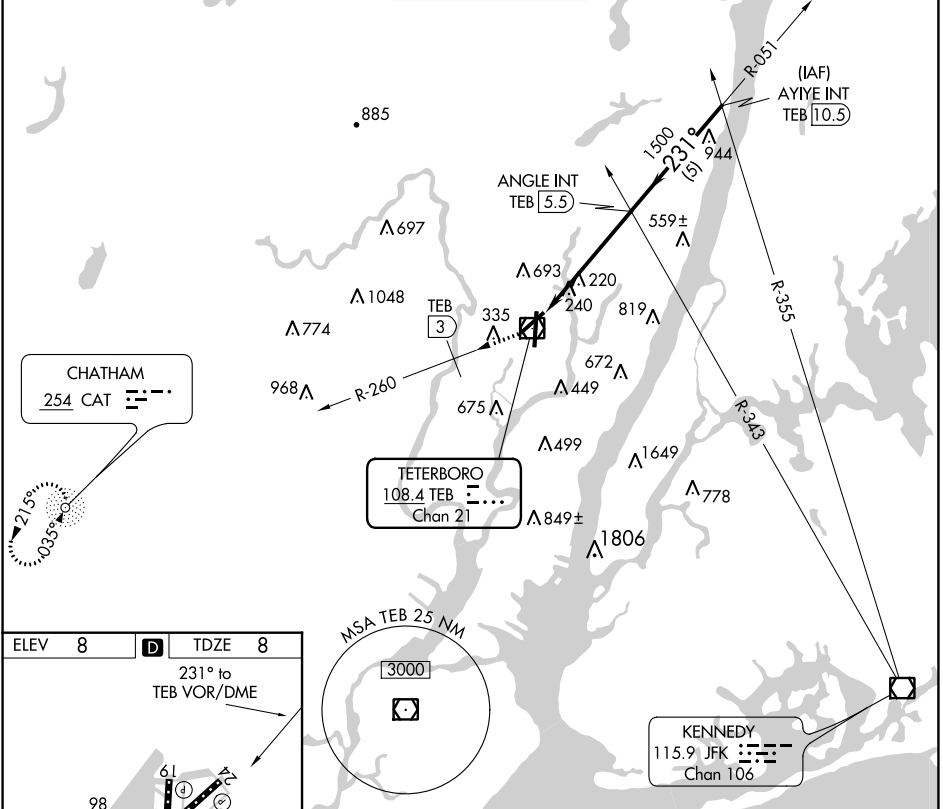 R-051
(IAF)
AYIYE INT
TEB 10.5
885
1500
231°
(5)
944
ANGLE INT
TEB 5.5
559±
697
693
220
240
1048
TEB
3
335
819
R-355
774
CHATHAM
254 CAT
672
968
R-260
449
675
R-343
499
1649
TETERBORO
108.4 TEB
Chan 21
778
215°
035°
849±
1806
MSA TEB 25 NM
3000
ELEV 8 D TDZE 8
231° to
TEB VOR/DME
KENNEDY
115.9 JFK
Chan 106
19
24
P
P
98